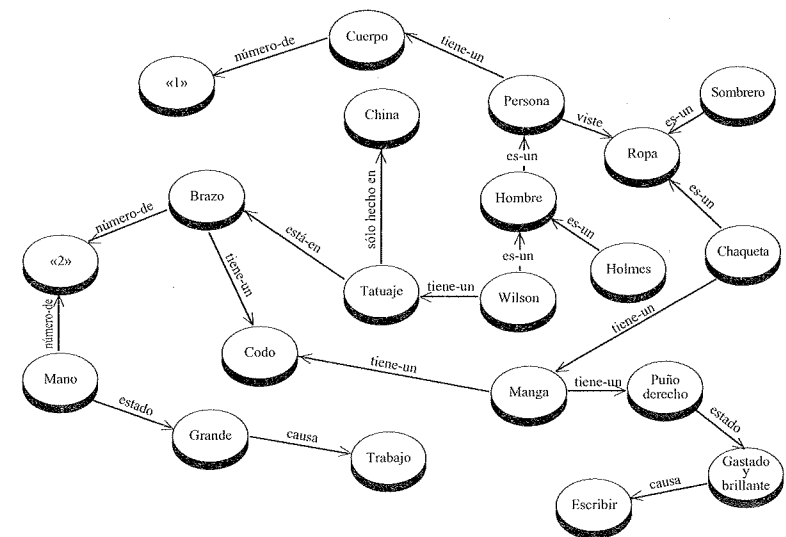 Cuerpo
número-de
tiene-un
«1»
China
Persona
Sombrero
viste
es-un
Ropa
es-un
Brazo
número-de
sólo hecho en
Hombre
es-un
es-un
«2»
está-en
es-un
Chaqueta
tiene-un
Tatuaje
tiene-un
Wilson
Holmes
número-de
tiene-un
Codo
tiene-un
Mano
Manga
tiene-un
Puño
derecho
estado
estado
Grande
causa
Trabajo
Gastado
y
brillante
causa
Escribir